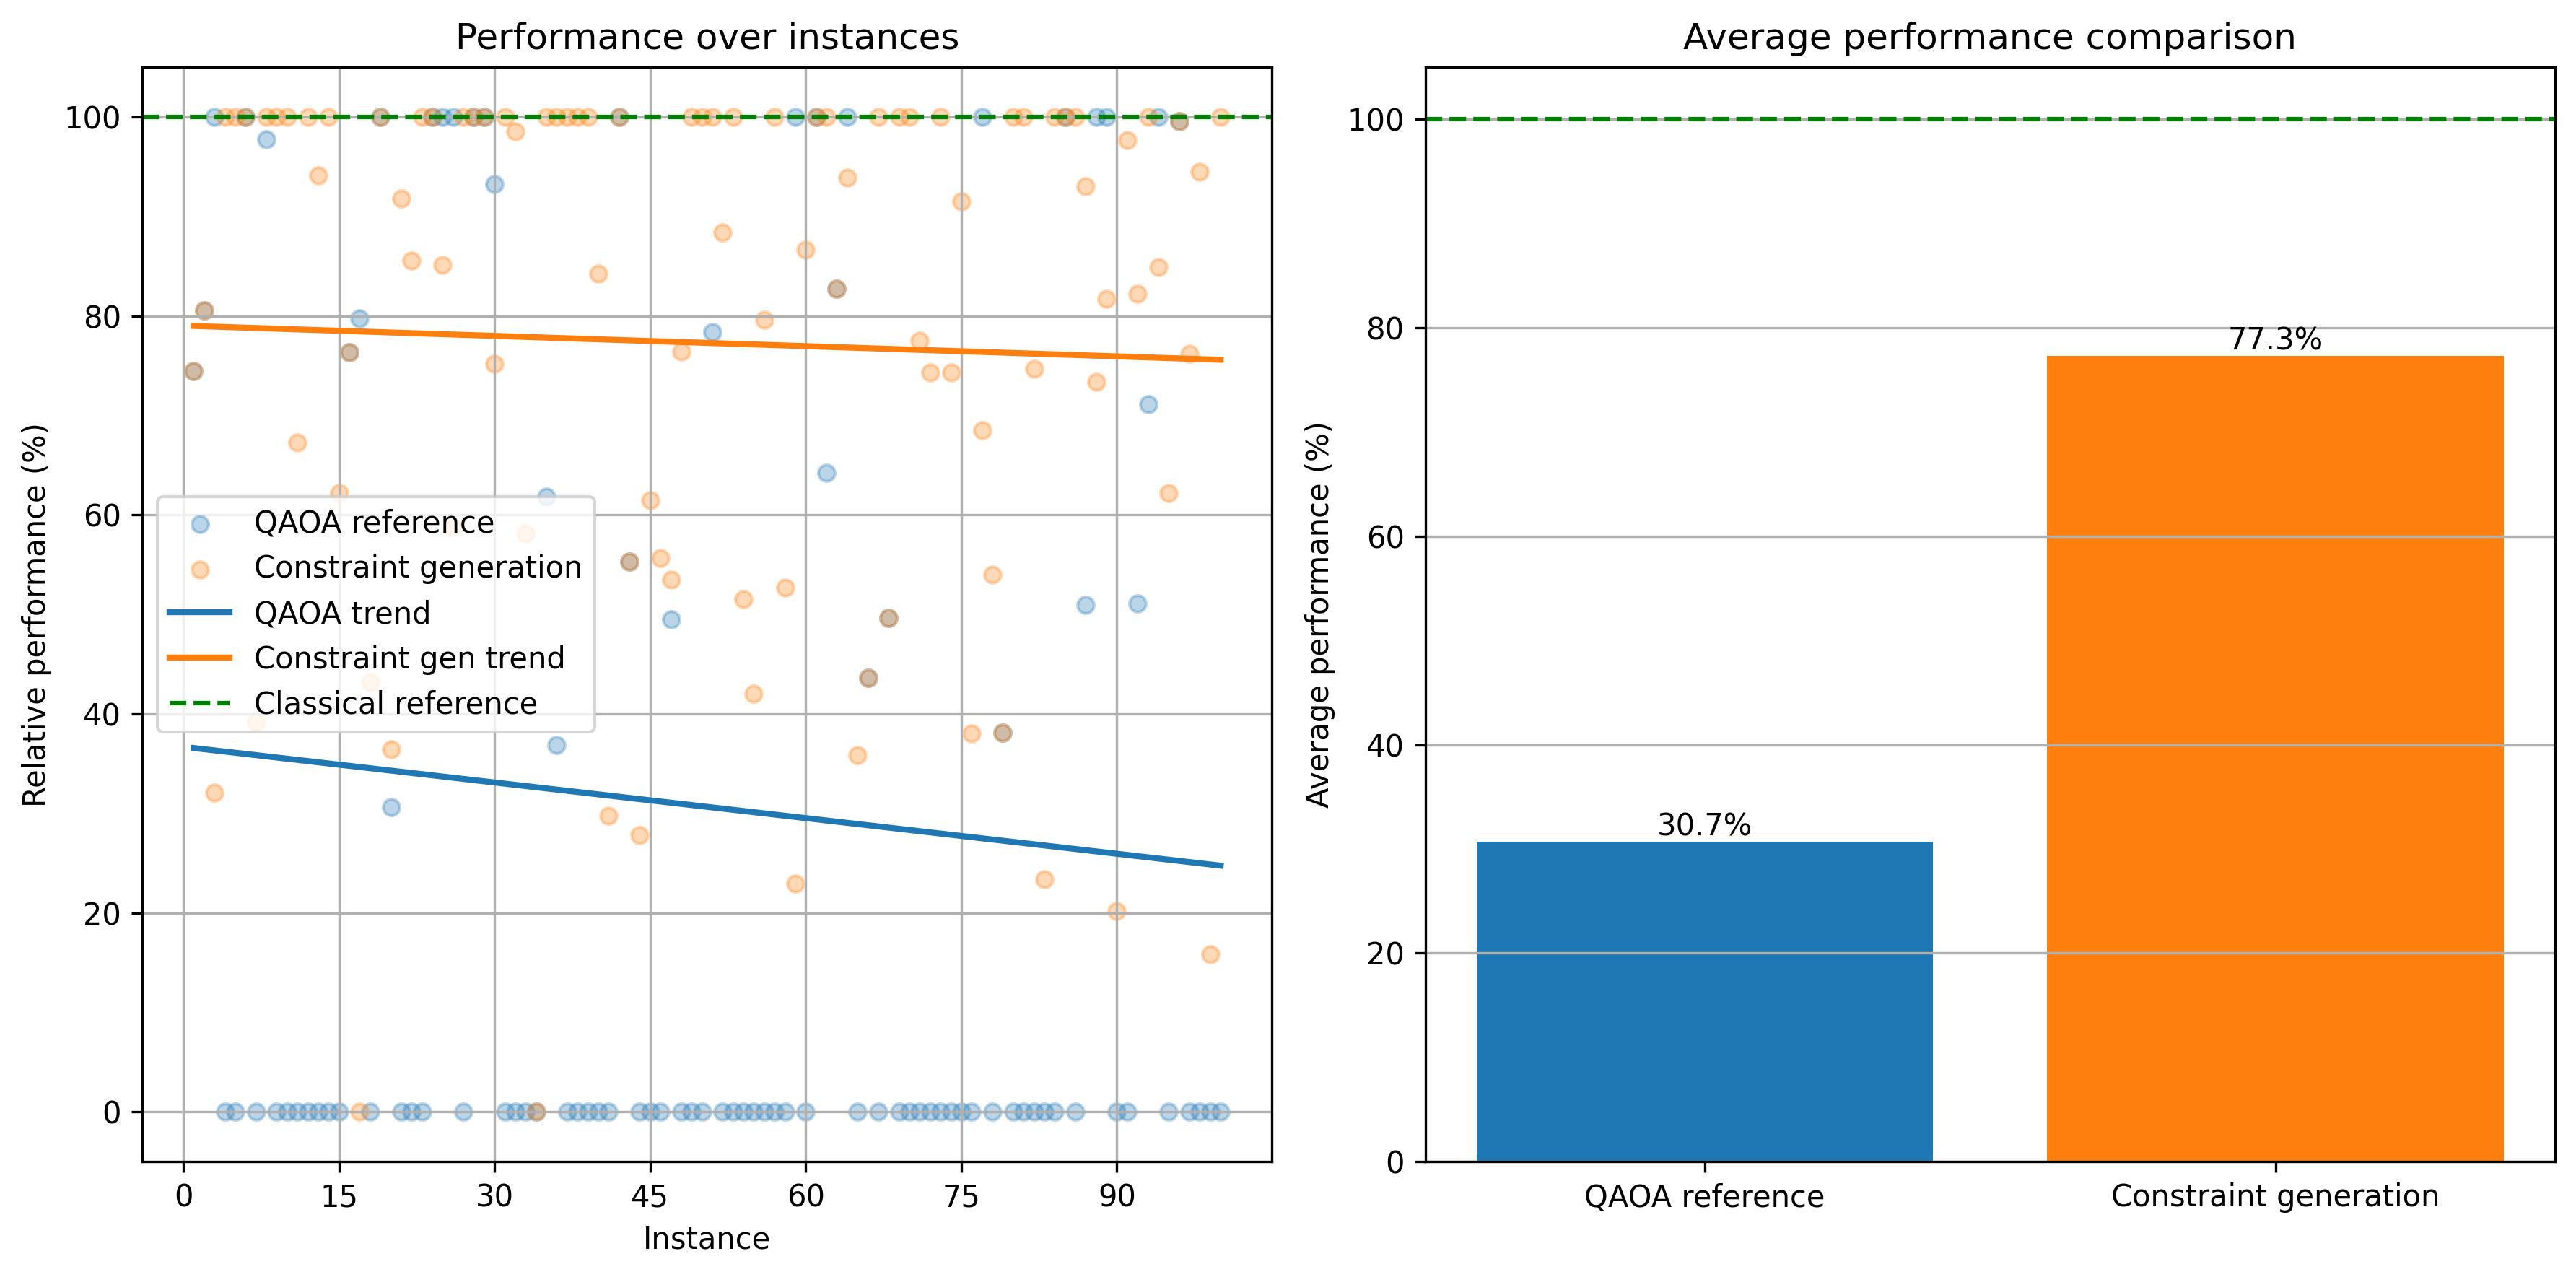 Performance over instances
Relative performance (%)
100
80
60
40
20
0
QAOA reference
Constraint generation
QAOA trend
Constraint gen trend
Classical reference
0 15 30 45 60 75 90
Instance
Average performance comparison
Average performance (%)
100
80
60
40
20
0
77.3%
30.7%
QAOA reference Constraint generation